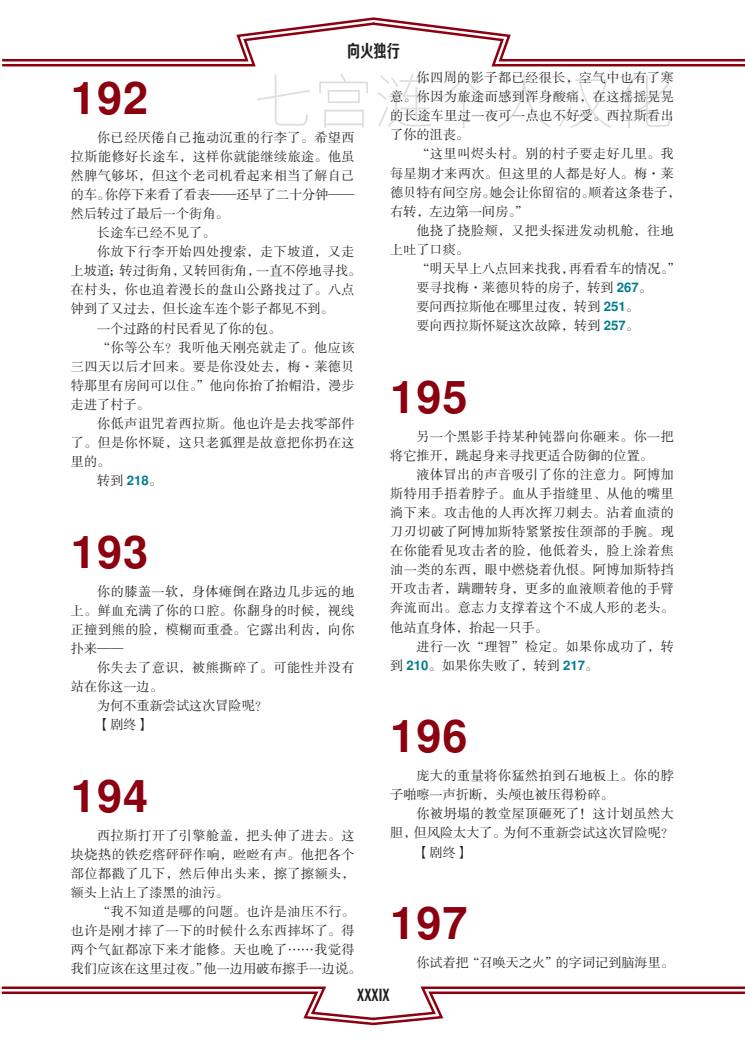 向火独行
192
你已经厌倦自己拖动沉重的行李了。希望西
拉斯能修好长途车，这样你就能继续旅途。他虽
然脾气够坏，但这个老司机看起来相当了解自己
的车。你停下来看了看表——还早了二十分钟——
然后转过了最后一个街角。
长途车已经不见了。
你放下行李开始四处搜索，走下坡道，又走
上坡道；转过街角，又转回街角，一直不停地寻找。
在村头，你也追着漫长的盘山公路找过了。八点
钟到了又过去，但长途车连个影子都见不到。
一个过路的村民看见了你的包。
“你等公车？我听他天刚亮就走了。他应该
三四天以后才回来。要是你没处去，梅·莱德贝
特那里有房间可以住。”他向你抬了抬帽沿，漫步
走进了村子。
你低声诅咒着西拉斯。他也许是去找零部件
了。但是你怀疑，这只老狐狸是故意把你扔在这
里的。
转到 218。
193
你的膝盖一软，身体瘫倒在路边几步远的地
上。鲜血充满了你的口腔。你翻身的时候，视线
正撞到熊的脸，模糊而重叠。它露出利齿，向你
扑来——
你失去了意识，被熊撕碎了。可能性并没有
站在你这一边。
为何不重新尝试这次冒险呢？
【剧终】
194
西拉斯打开了引擎舱盖，把头伸了进去。这
块烧热的铁疙瘩砰砰作响，咝咝有声。他把各个
部位都戳了几下，然后伸出头来，擦了擦额头，
额头上沾上了漆黑的油污。
“我不知道是哪的问题。也许是油压不行。
也许是刚才摔了一下的时候什么东西摔坏了。得
两个气缸都凉下来才能修。天也晚了……我觉得
我们应该在这里过夜。”他一边用破布擦手一边说。
你四周的影子都已经很长，空气中也有了寒
意。你因为旅途而感到浑身酸痛，在这摇摇晃晃
的长途车里过一夜可一点也不好受。西拉斯看出
了你的沮丧。
“这里叫烬头村。别的村子要走好几里。我
每星期才来两次。但这里的人都是好人。梅·莱
德贝特有间空房。她会让你留宿的。顺着这条巷子，
右转，左边第一间房。”
他挠了挠脸颊，又把头探进发动机舱，往地
上吐了口痰。
“明天早上八点回来找我，再看看车的情况。”
要寻找梅·莱德贝特的房子，转到 267。
要问西拉斯他在哪里过夜，转到 251。
要向西拉斯怀疑这次故障，转到 257。
195
另一个黑影手持某种钝器向你砸来。你一把
将它推开，跳起身来寻找更适合防御的位置。
液体冒出的声音吸引了你的注意力。阿博加
斯特用手捂着脖子。血从手指缝里、从他的嘴里
淌下来。攻击他的人再次挥刀刺去。沾着血渍的
刀刃切破了阿博加斯特紧紧按住颈部的手腕。现
在你能看见攻击者的脸，他低着头，脸上涂着焦
油一类的东西，眼中燃烧着仇恨。阿博加斯特挡
开攻击者，蹒跚转身，更多的血液顺着他的手臂
奔流而出。意志力支撑着这个不成人形的老头。
他站直身体，抬起一只手。
进行一次“理智”检定。如果你成功了，转
到 210。如果你失败了，转到 217。
196
庞大的重量将你猛然拍到石地板上。你的脖
子啪嚓一声折断，头颅也被压得粉碎。
你被坍塌的教堂屋顶砸死了！这计划虽然大
胆，但风险太大了。为何不重新尝试这次冒险呢？
【剧终】
197
你试着把“召唤天之火”的字词记到脑海里。
XXXIX